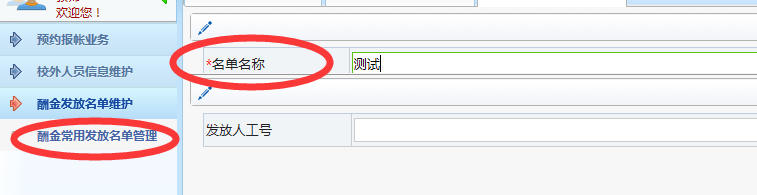 欢迎您！
预约报帐业务
校外人员信息维护
酬金发放名单维护
酬金常用发放名单管理
*名单名称
测试
发放人工号